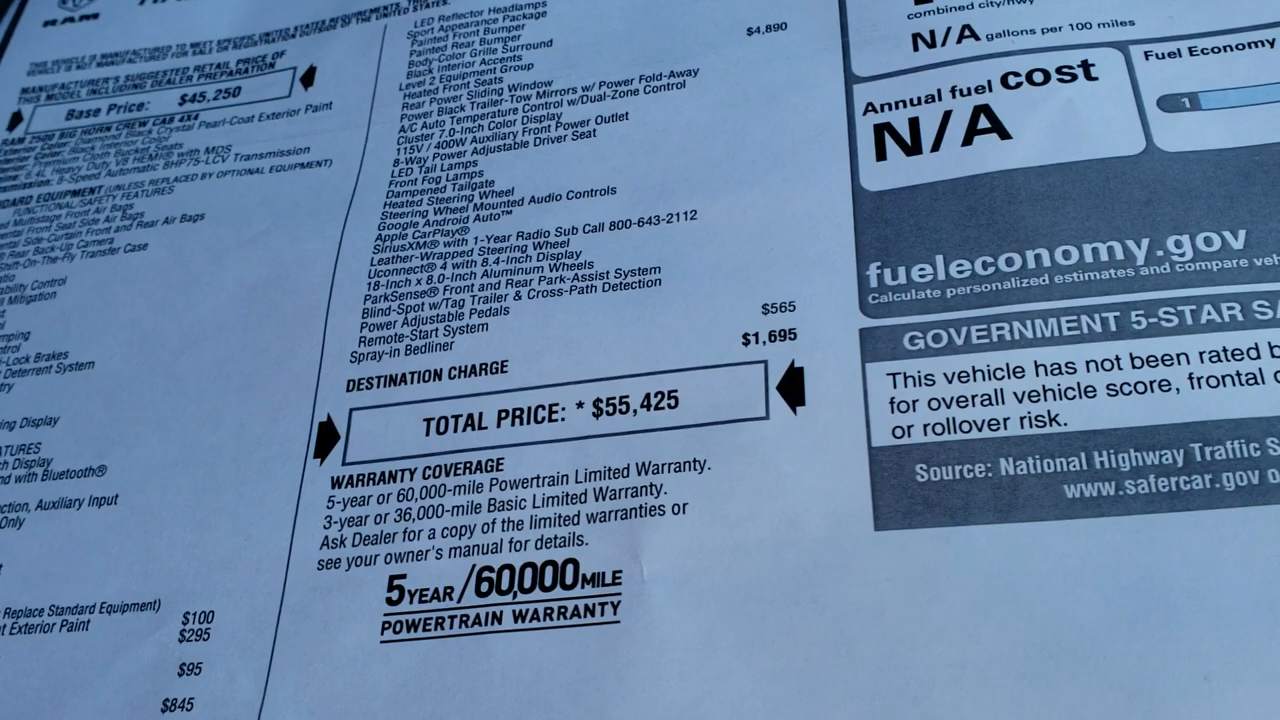 RAM
THIS VEHICLE IS MANUFACTURED TO MEET SPECIFIC UNITED STATES REQUIREMENTS.
VEHICLE IS NOT MANUFACTURED FOR SALE OR REGISTRATION OUTSIDE OF THE UNITED STATES.
MANUFACTURER'S SUGGESTED RETAIL PRICE OF
THIS MODEL INCLUDING DEALER PREPARATION
Base Price: $45,250
RAM 2500 BIG HORN CREW CAB 4X4
Exterior Color: Diamond Black Crystal Pearl-Coat Exterior Paint
Interior Color: Black Interior Color
Premium Cloth Bucket Seats
6.4L Heavy Duty V8 HEMI® with MDS
8-Speed Automatic 8HP75-LCV Transmission
STANDARD EQUIPMENT (UNLESS REPLACED BY OPTIONAL EQUIPMENT)
FUNCTIONAL/SAFETY FEATURES
Multistage Front Air Bags
Front Seat Side Air Bags
Side-Curtain Front and Rear Air Bags
Rear Back-Up Camera
Shift-On-The-Fly Transfer Case
Control
Mitigation
Brakes
Deterrent System
Display
Display
with Bluetooth®
Auxiliary Input
Only
Replace Standard Equipment)
$100
Exterior Paint $295
$95
$845
LED Reflector Headlamps
Sport Appearance Package
Painted Front Bumper
Painted Rear Bumper
Body-Color Grille Surround
Black Interior Accents
Level 2 Equipment Group $4,890
Heated Front Seats
Rear Power Sliding Window
Power Black Trailer-Tow Mirrors w/ Power Fold-Away
A/C Auto Temperature Control w/Dual-Zone Control
Cluster 7.0-Inch Color Display
115V / 400W Auxiliary Front Power Outlet
8-Way Power Adjustable Driver Seat
LED Tail Lamps
Front Fog Lamps
Dampened Tailgate
Heated Steering Wheel
Steering Wheel Mounted Audio Controls
Google Android Auto™
Apple CarPlay®
SiriusXM® with 1-Year Radio Sub Call 800-643-2112
Leather-Wrapped Steering Wheel
Uconnect® 4 with 8.4-Inch Display
18-Inch x 8.0-Inch Aluminum Wheels
ParkSense® Front and Rear Park-Assist System
Blind-Spot w/Tag Trailer & Cross-Path Detection
Power Adjustable Pedals
Remote-Start System
Spray-in Bedliner $565
DESTINATION CHARGE $1,695
TOTAL PRICE: * $55,425
WARRANTY COVERAGE
5-year or 60,000-mile Powertrain Limited Warranty.
3-year or 36,000-mile Basic Limited Warranty.
Ask Dealer for a copy of the limited warranties or
see your owner's manual for details.
5 YEAR/60,000 MILE
POWERTRAIN WARRANTY
combined city/hwy
N/A gallons per 100 miles
Annual fuel cost
N/A
Fuel Economy
1
fueleconomy.gov
Calculate personalized estimates and compare
GOVERNMENT 5-STAR
This vehicle has not been rated
for overall vehicle score, frontal
or rollover risk.
Source: National Highway Traffic
www.safercar.gov